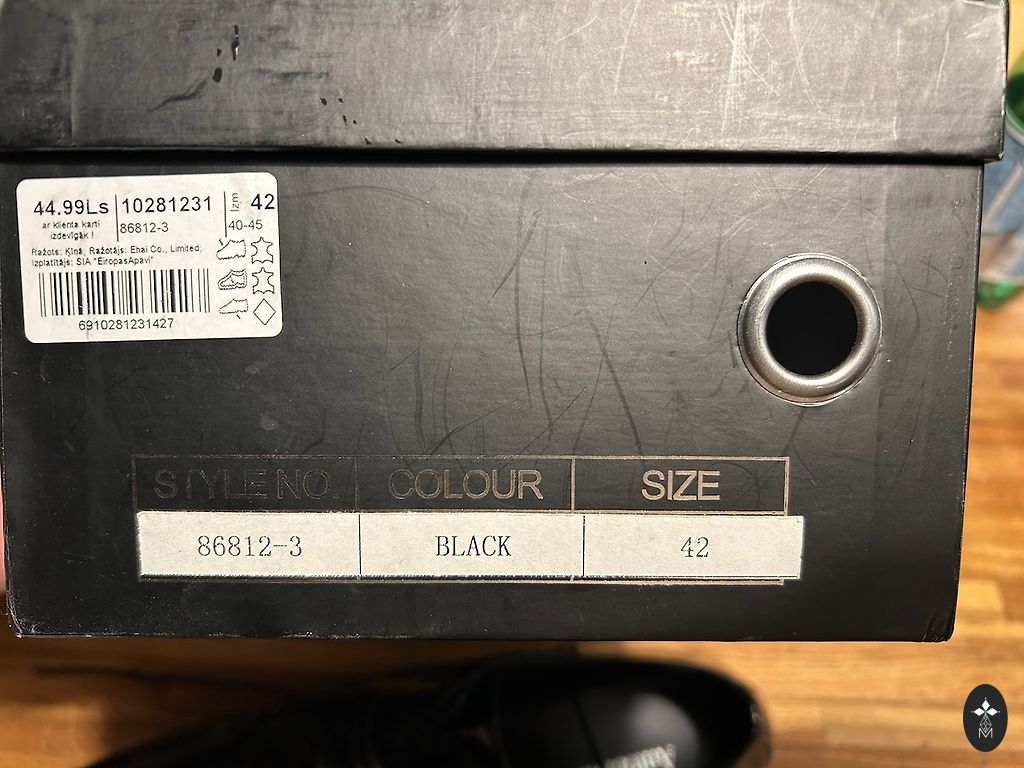 44.99Ls 10281231 Izm 42
ar klienta karti 86812-3 40-45
izdevīgāk !
Ražots: Ķīnā, Ražotājs: Ehai Co., Limited;
Izplatītājs: SIA "EiropasApavi"
6910281231427
STYLE NO. COLOUR SIZE
86812-3 BLACK 42
M